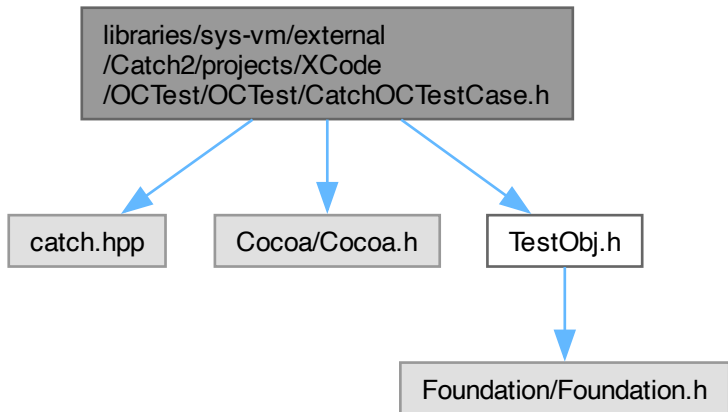 libraries/sys-vm/external
/Catch2/projects/XCode
/OCTest/OCTest/CatchOCTestCase.h
catch.hpp
Cocoa/Cocoa.h
TestObj.h
Foundation/Foundation.h